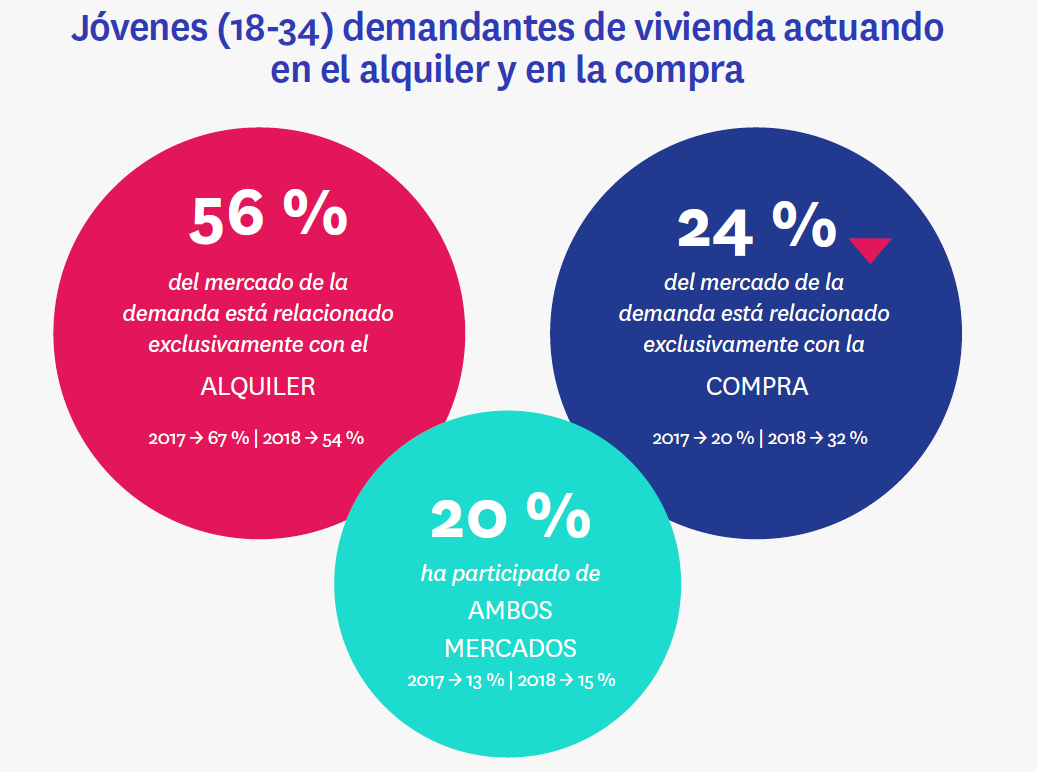 Jóvenes (18-34) demandantes de vivienda actuando
en el alquiler y en la compra
56 %
del mercado de la
demanda está relacionado
exclusivamente con el
ALQUILER
2017 → 67 % | 2018 → 54 %
24 %
del mercado de la
demanda está relacionado
exclusivamente con la
COMPRA
2017 → 20 % | 2018 → 32 %
20 %
ha participado de
AMBOS
MERCADOS
2017 → 13 % | 2018 → 15 %